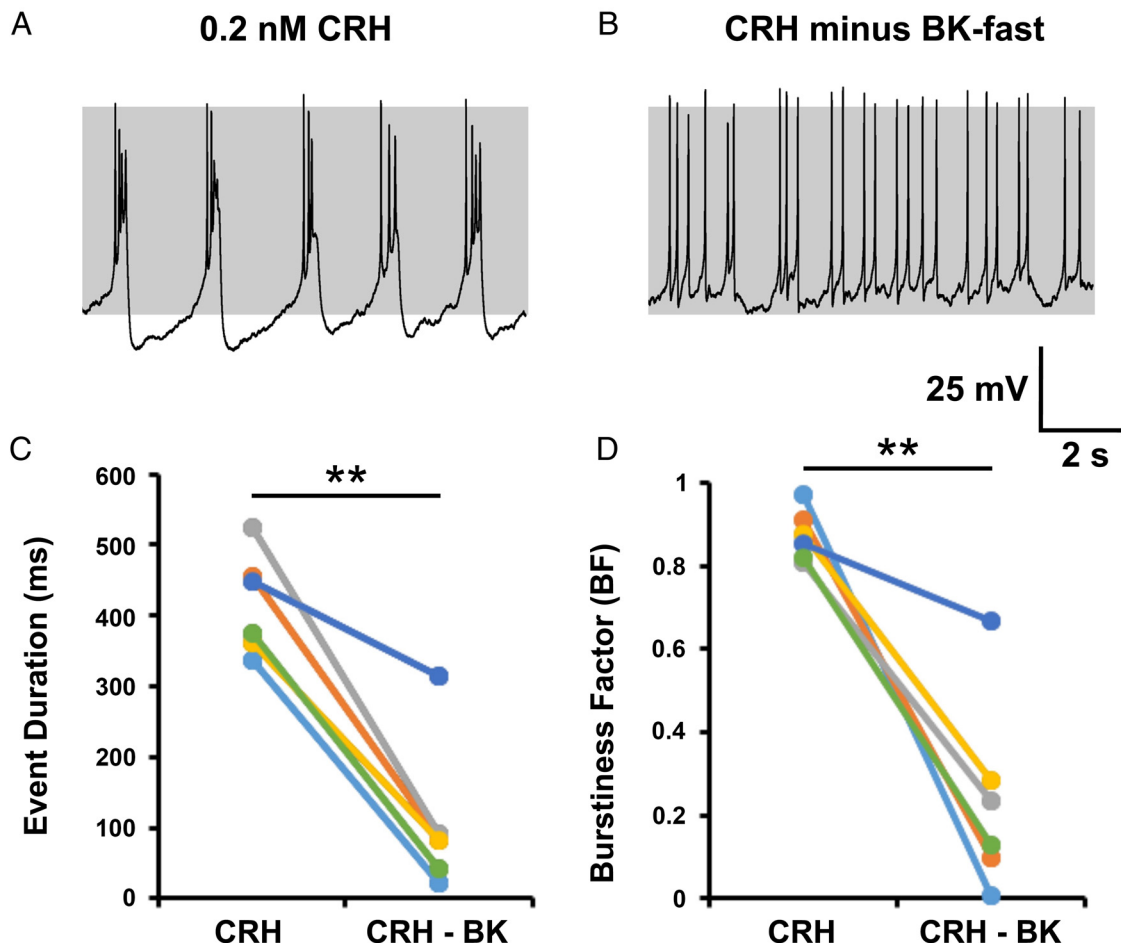 A
0.2 nM CRH
B
CRH minus BK-fast
25 mV
2 s
C
**
600
500
400
300
200
100
0
Event Duration (ms)
CRH
CRH - BK
D
**
1
0.8
0.6
0.4
0.2
0
Burstiness Factor (BF)
CRH
CRH - BK